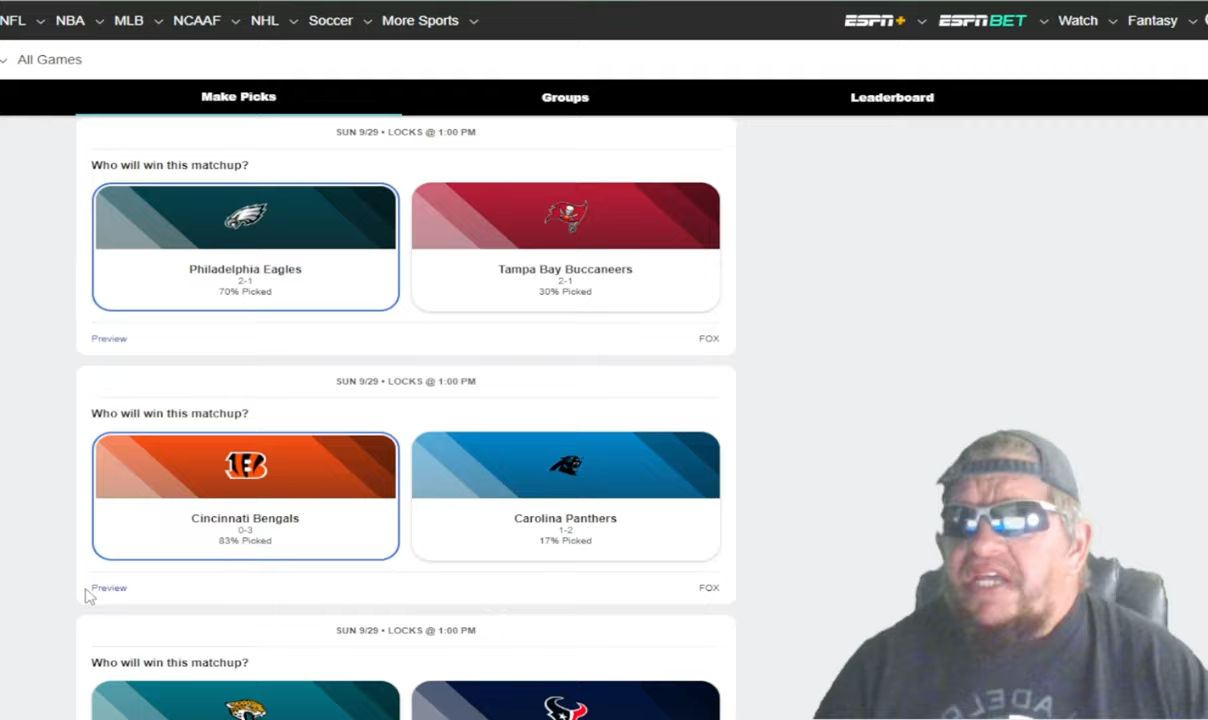 NFL NBA MLB NCAAF NHL Soccer More Sports ESPN+ ESPN BET Watch Fantasy
All Games
Make Picks Groups Leaderboard
SUN 9/29 • LOCKS @ 1:00 PM
Who will win this matchup?
Philadelphia Eagles Tampa Bay Buccaneers
2-1 2-1
70% Picked 30% Picked
Preview FOX
SUN 9/29 • LOCKS @ 1:00 PM
Who will win this matchup?
B
Cincinnati Bengals Carolina Panthers
0-3 1-2
83% Picked 17% Picked
Preview FOX
SUN 9/29 • LOCKS @ 1:00 PM
Who will win this matchup?